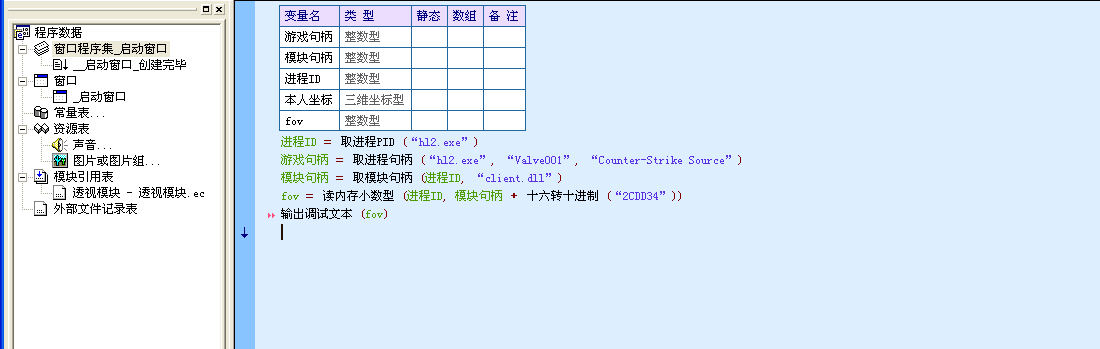 程序数据
窗口程序集_启动窗口
__启动窗口_创建完毕
窗口
_启动窗口
常量表...
资源表
声音...
图片或图片组...
模块引用表
透视模块 - 透视模块.ec
外部文件记录表
变量名 类 型 静态 数组 备 注
游戏句柄 整数型
模块句柄 整数型
进程ID 整数型
本人坐标 三维坐标型
fov 整数型
进程ID = 取进程PID (“hl2.exe”)
游戏句柄 = 取进程句柄 (“hl2.exe”, “Valve001”, “Counter-Strike Source”)
模块句柄 = 取模块句柄 (进程ID, “client.dll”)
fov = 读内存小数型 (进程ID, 模块句柄 + 十六转十进制 (“2CDD34”))
输出调试文本 (fov)